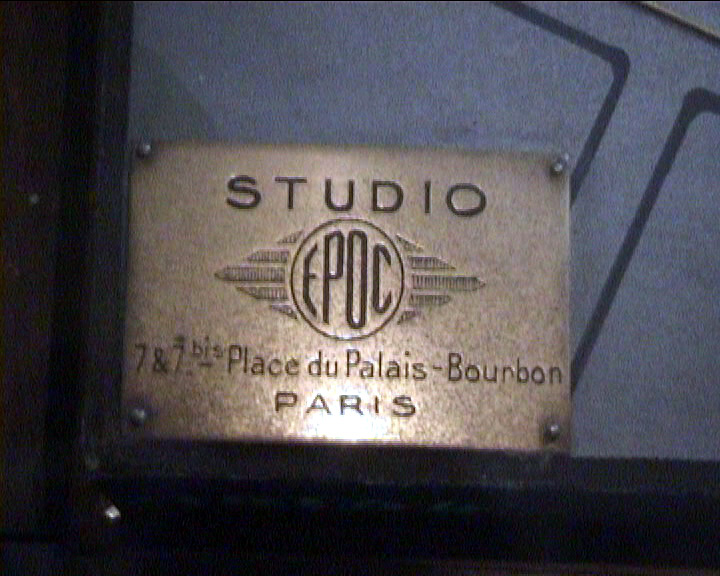 STUDIO
EPOC
7 & 7 bis Place du Palais-Bourbon
PARIS